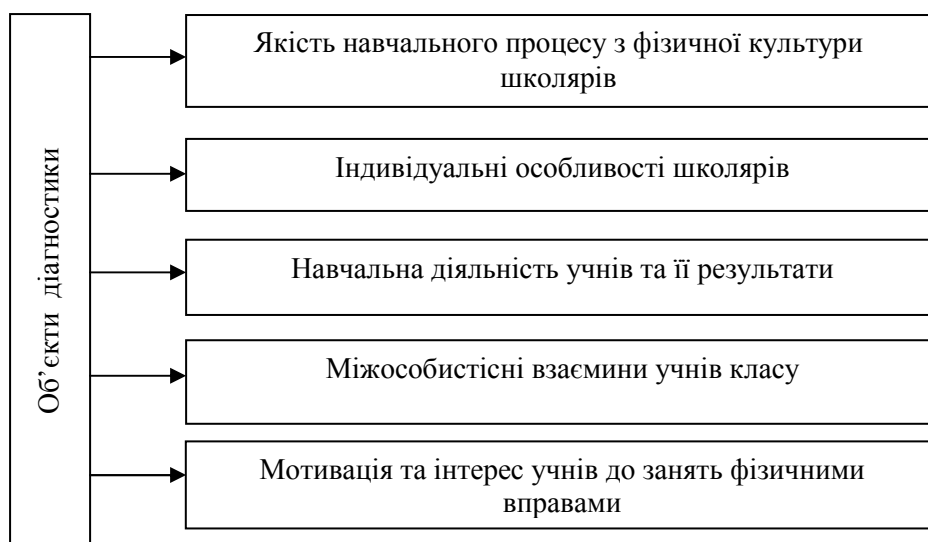 Об’єкти діагностики
Якість навчального процесу з фізичної культури
школярів
Індивідуальні особливості школярів
Навчальна діяльність учнів та її результати
Міжособистісні взаємини учнів класу
Мотивація та інтерес учнів до занять фізичними
вправами